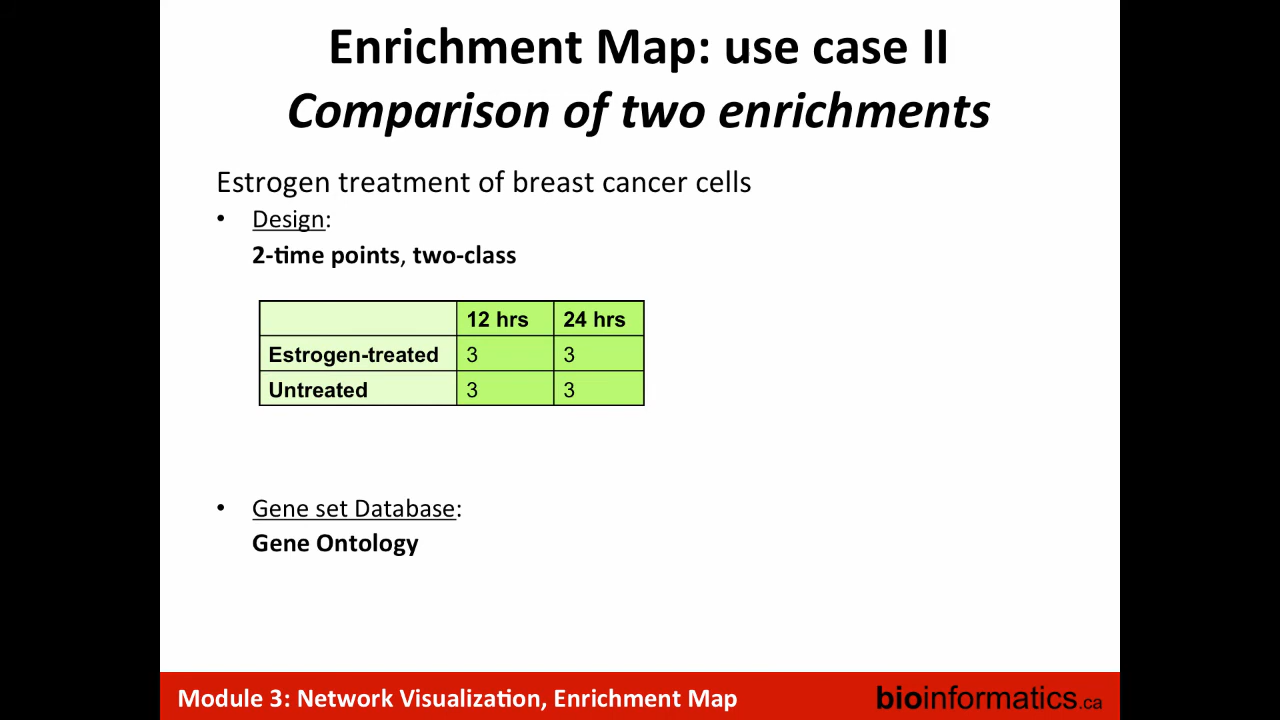 Enrichment Map: use case II
Comparison of two enrichments
Estrogen treatment of breast cancer cells
• Design:
2-time points, two-class
12 hrs 24 hrs
Estrogen-treated 3 3
Untreated 3 3
• Gene set Database:
Gene Ontology
Module 3: Network Visualization, Enrichment Map
bioinformatics.ca